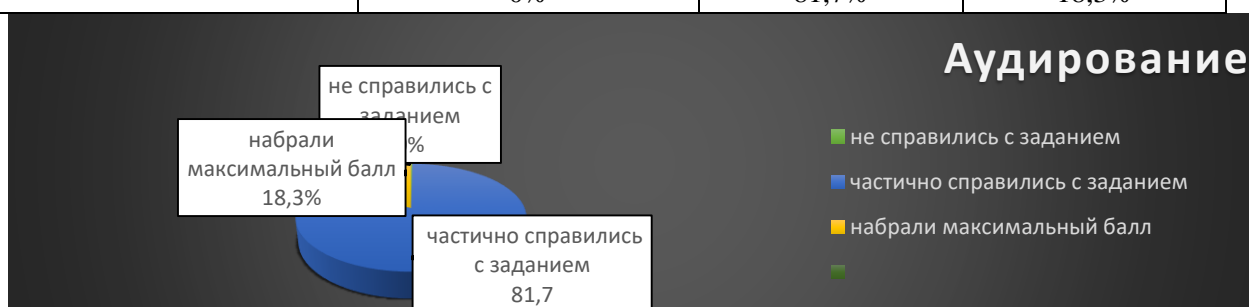 Аудирование
не справились с
заданием
%
набрали
максимальный балл
18,3%
частично справились
с заданием
81,7
не справились с заданием
частично справились с заданием
набрали максимальный балл